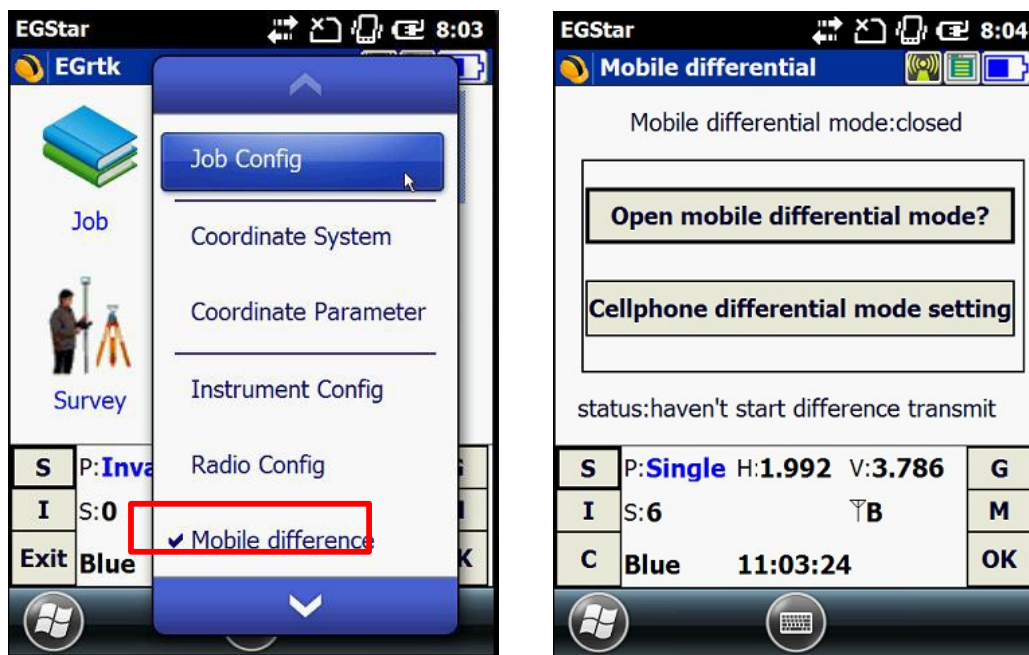 EGStar 8:03
EGrtk
Job
Survey
Job Config
Coordinate System
Coordinate Parameter
Instrument Config
Radio Config
Mobile difference
S P:Inva
I S:0
Exit Blue K
EGStar 8:04
Mobile differential
Mobile differential mode:closed
Open mobile differential mode?
Cellphone differential mode setting
status:haven't start difference transmit
S P:Single H:1.992 V:3.786 G
I S:6 B M
C Blue 11:03:24 OK